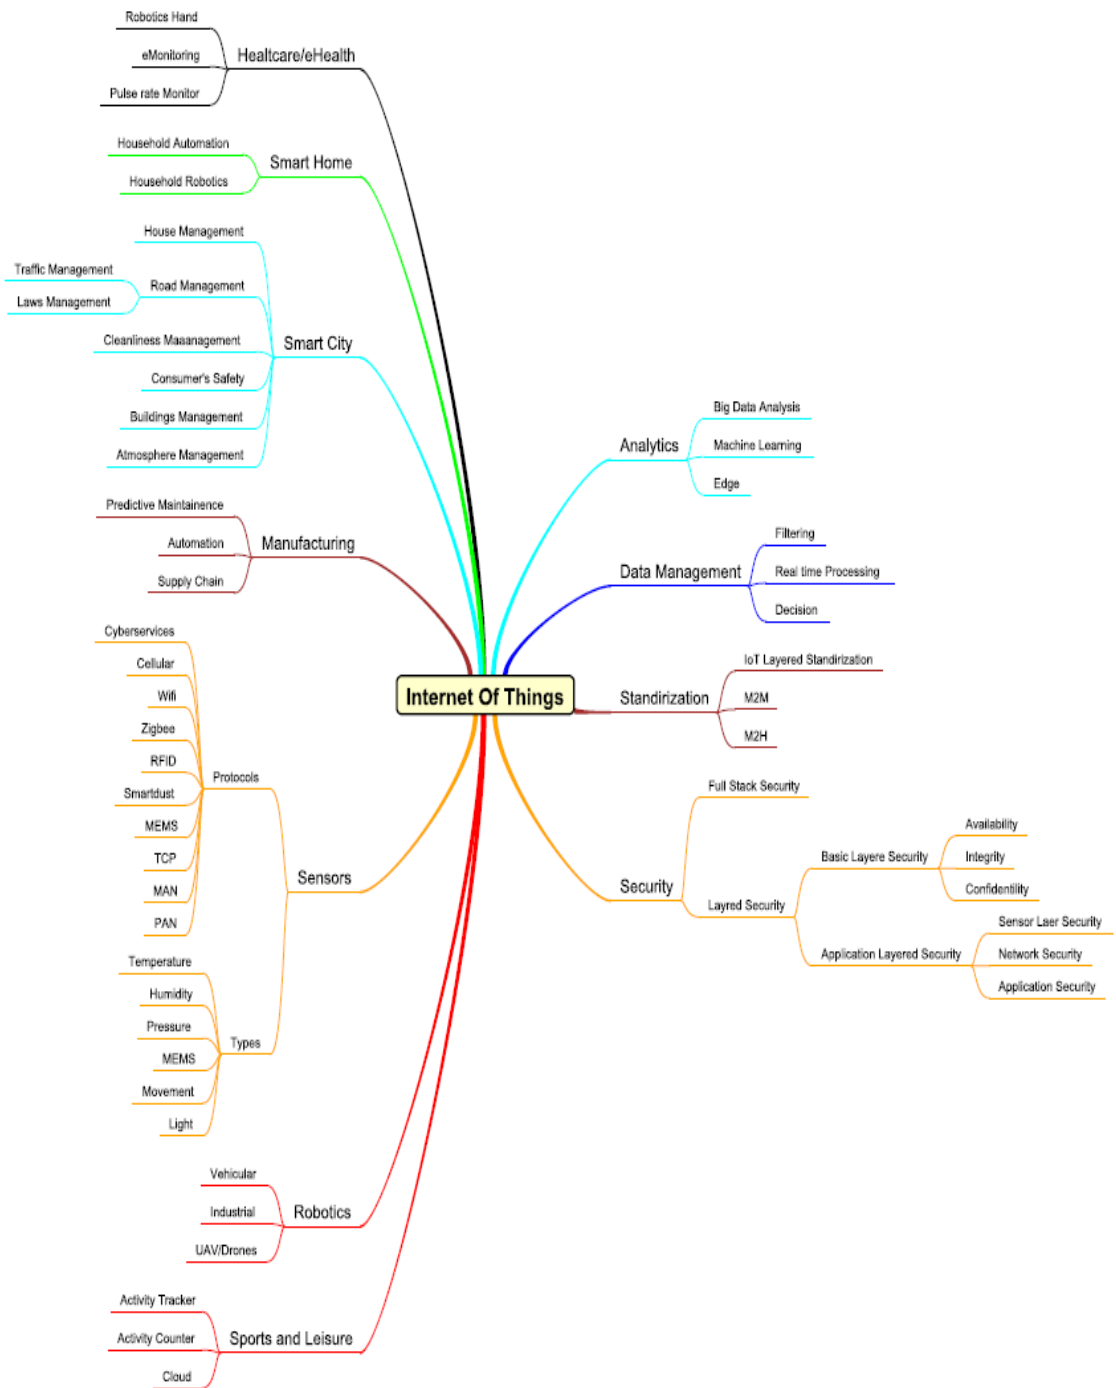 Robotics Hand
eMonitoring
Pulse rate Monitor
Healtcare/eHealth
Household Automation
Household Robotics
Smart Home
House Management
Traffic Management
Laws Management
Road Management
Cleanliness Maaanagement
Consumer's Safety
Buildings Management
Atmosphere Management
Smart City
Predictive Maintainence
Automation
Supply Chain
Manufacturing
Cyberservices
Cellular
Wifi
Zigbee
RFID
Smartdust
MEMS
TCP
MAN
PAN
Protocols
Temperature
Humidity
Pressure
MEMS
Movement
Light
Types
Sensors
Vehicular
Industrial
UAV/Drones
Robotics
Activity Tracker
Activity Counter
Cloud
Sports and Leisure
Internet Of Things
Analytics
Big Data Analysis
Machine Learning
Edge
Data Management
Filtering
Real time Processing
Decision
Standirization
IoT Layered Standirization
M2M
M2H
Security
Full Stack Security
Layred Security
Basic Layere Security
Availability
Integrity
Confidentility
Application Layered Security
Sensor Laer Security
Network Security
Application Security